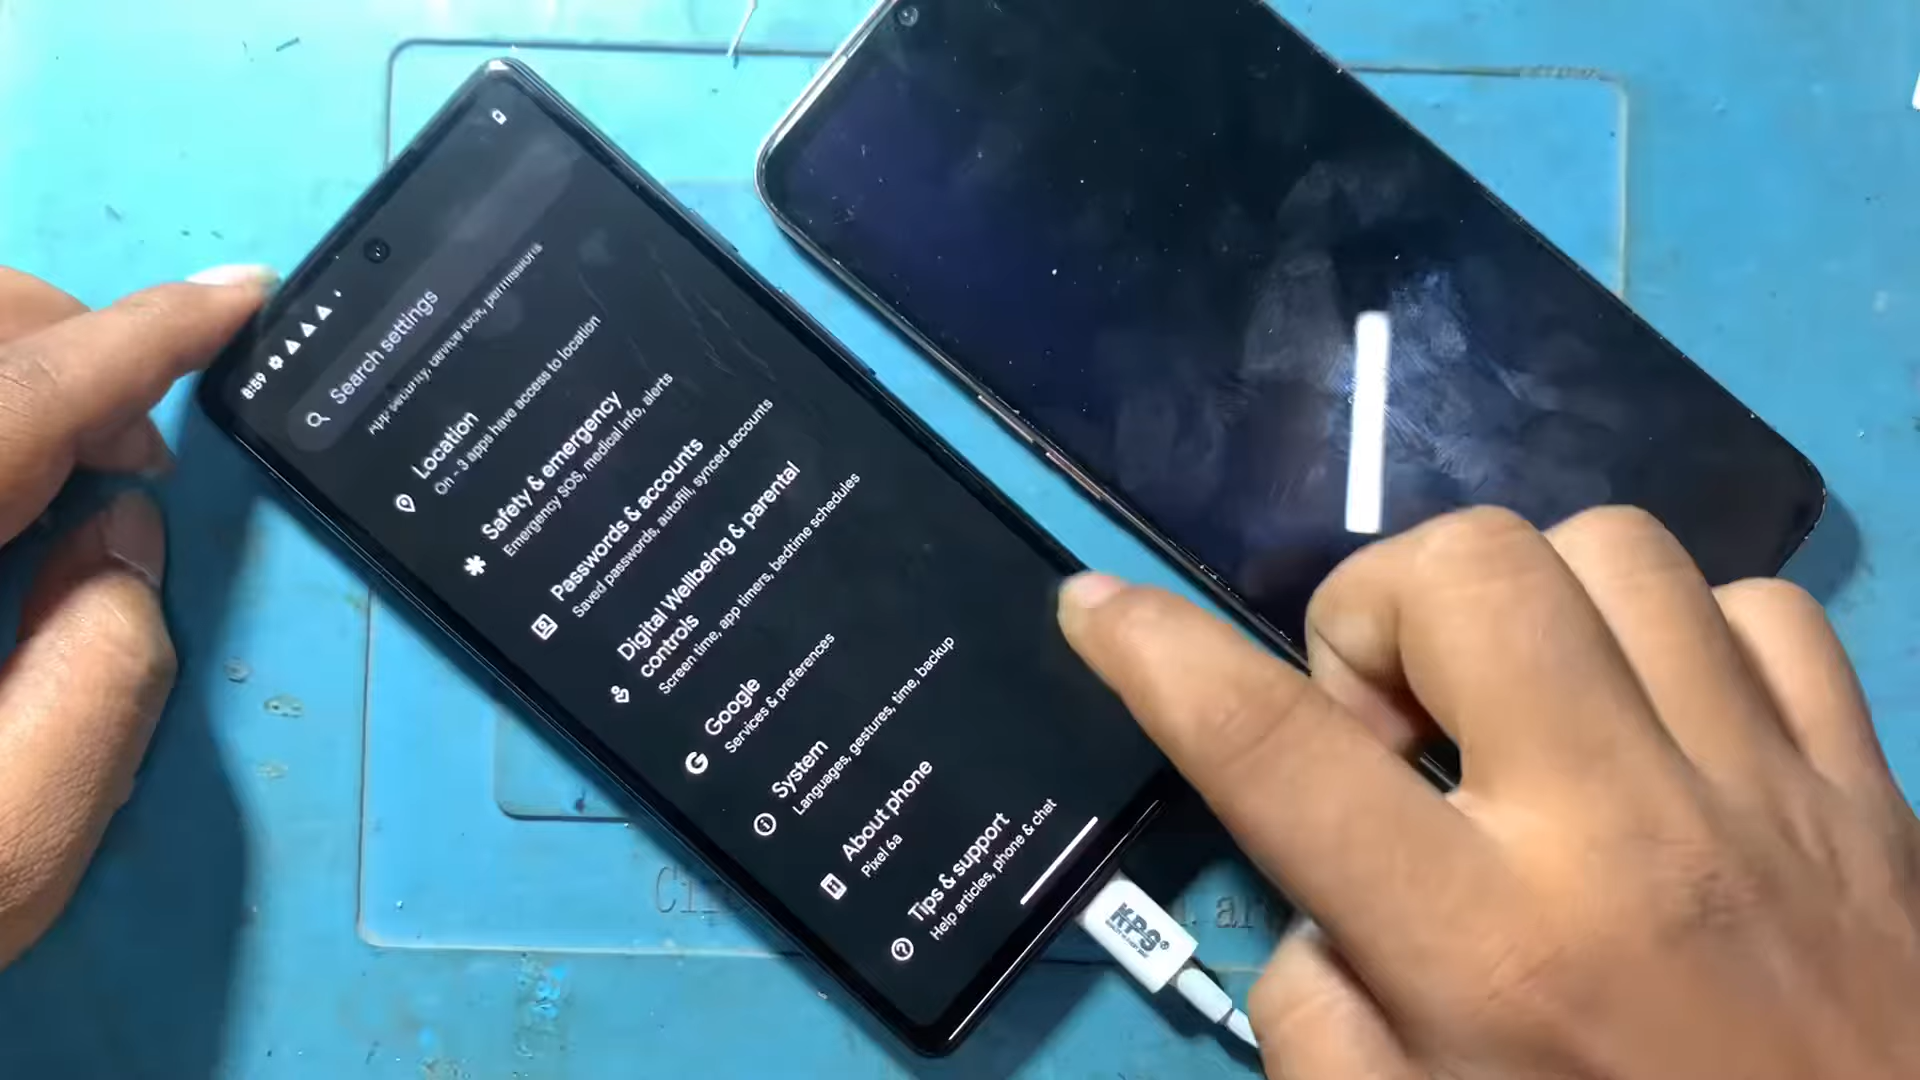 8:59
Search settings
App security, device lock, permissions
Location
On - 3 apps have access to location
Safety & emergency
Emergency SOS, medical info, alerts
Passwords & accounts
Saved passwords, autofill, synced accounts
Digital Wellbeing & parental
controls
Screen time, app timers, bedtime schedules
Google
Services & preferences
System
Languages, gestures, time, backup
About phone
Pixel 6a
Tips & support
Help articles, phone & chat
KPS®